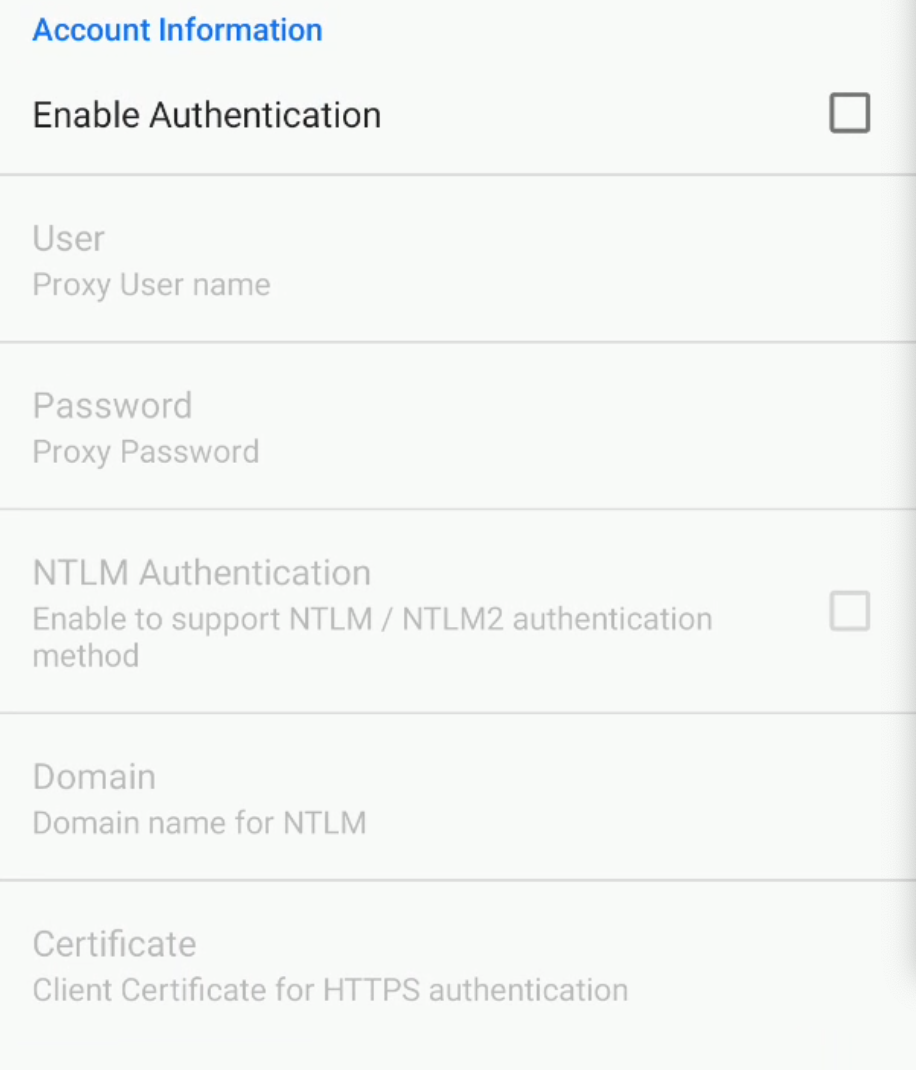 Account Information
Enable Authentication
User
Proxy User name
Password
Proxy Password
NTLM Authentication
Enable to support NTLM / NTLM2 authentication
method
Domain
Domain name for NTLM
Certificate
Client Certificate for HTTPS authentication